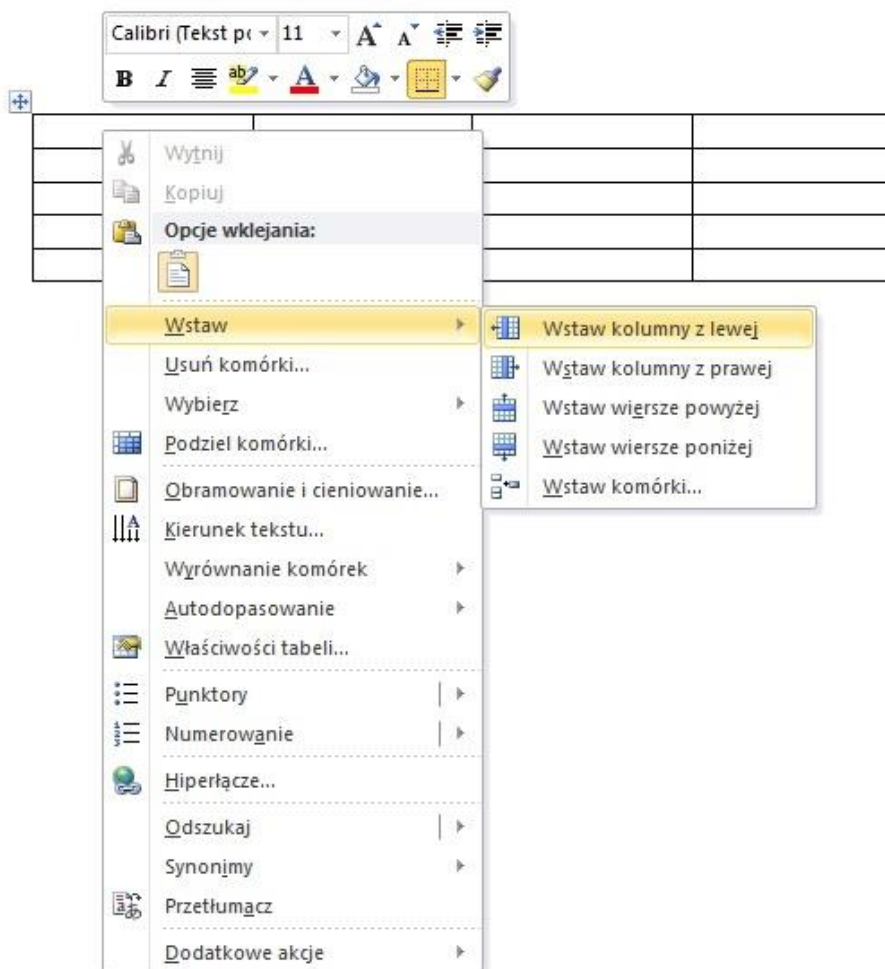 Calibri (Tekst po 11 A A
B I ab A
Wytnij
Kopiuj
Opcje wklejania:
Wstaw
Usuń komórki...
Wybierz
Podziel komórki...
Obramowanie i cieniowanie...
Kierunek tekstu...
Wyrównanie komórek
Autodopasowanie
Właściwości tabeli...
Punktory
Numerowanie
Hiperłącze...
Odszukaj
Synonimy
Przetłumacz
Dodatkowe akcje
Wstaw kolumny z lewej
Wstaw kolumny z prawej
Wstaw wiersze powyżej
Wstaw wiersze poniżej
Wstaw komórki...